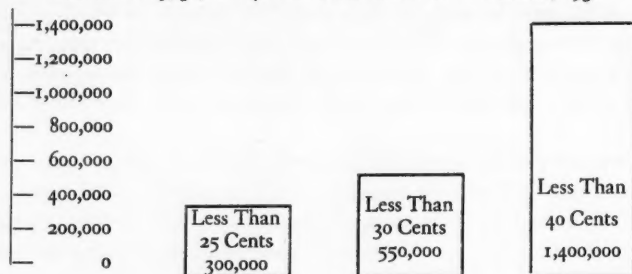 1,400,000
1,200,000
1,000,000
800,000
600,000
400,000
200,000
0
Less Than
25 Cents
300,000
Less Than
30 Cents
550,000
Less Than
40 Cents
1,400,000